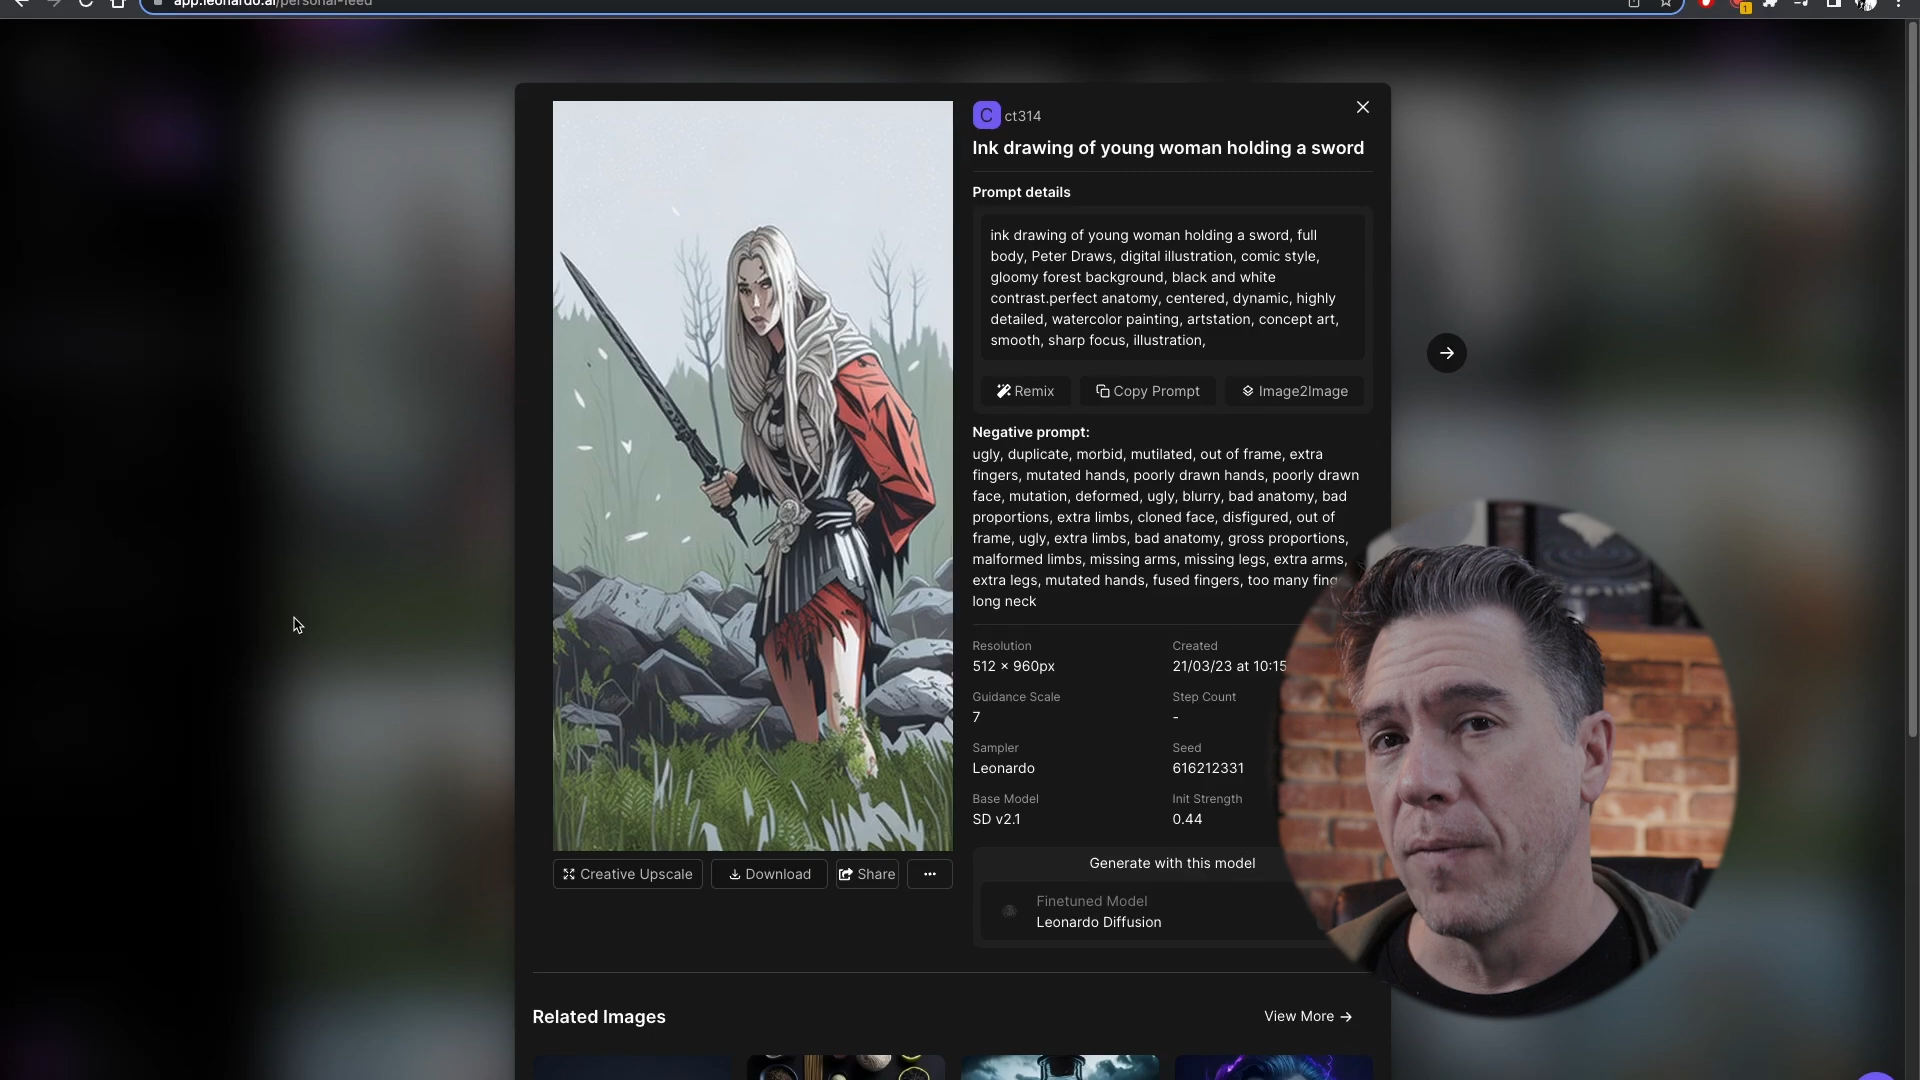 app.leonardo.ai/personal-feed
1
C ct314
Ink drawing of young woman holding a sword
Prompt details
ink drawing of young woman holding a sword, full
body, Peter Draws, digital illustration, comic style,
gloomy forest background, black and white
contrast.perfect anatomy, centered, dynamic, highly
detailed, watercolor painting, artstation, concept art,
smooth, sharp focus, illustration,
Remix
Copy Prompt
Image2Image
Negative prompt:
ugly, duplicate, morbid, mutilated, out of frame, extra
fingers, mutated hands, poorly drawn hands, poorly drawn
face, mutation, deformed, ugly, blurry, bad anatomy, bad
proportions, extra limbs, cloned face, disfigured, out of
frame, ugly, extra limbs, bad anatomy, gross proportions,
malformed limbs, missing arms, missing legs, extra arms,
extra legs, mutated hands, fused fingers, too many
long neck
Resolution
512 × 960px
Created
21/03/23 at 10:15
Guidance Scale
7
Step Count
-
Sampler
Leonardo
Seed
616212331
Base Model
SD v2.1
Init Strength
0.44
Generate with this model
Finetuned Model
Leonardo Diffusion
Creative Upscale
Download
Share
...
Related Images
View More →